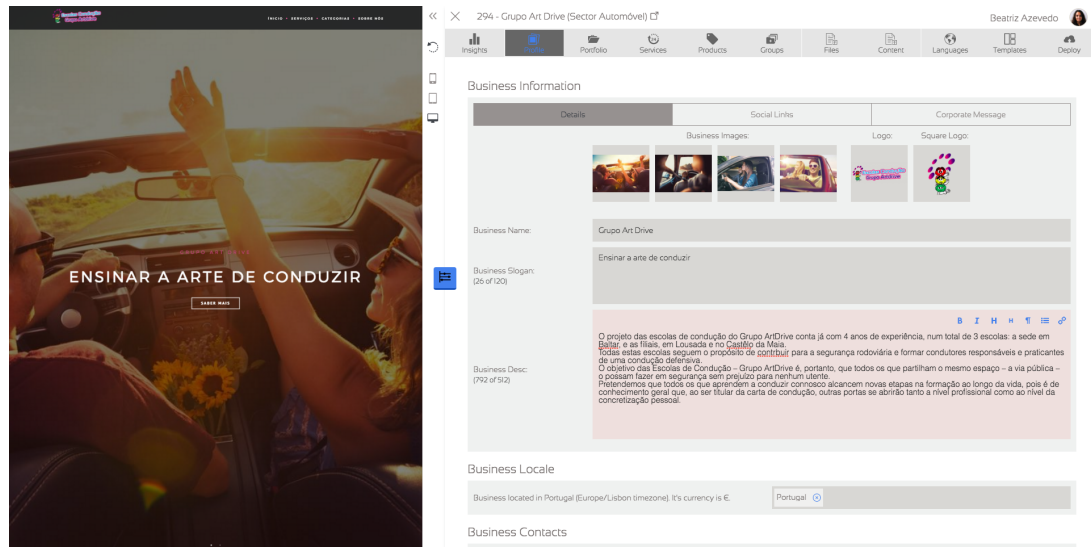 INÍCIO • SERVIÇOS • CATEGORIAS • SOBRE NÓS
GRUPO ART DRIVE
ENSINAR A ARTE DE CONDUZIR
SABER MAIS
294 - Grupo Art Drive (Sector Automóvel)
Beatriz Azevedo
Insights
Profile
Portfolio
Services
Products
Groups
Files
Content
Languages
Templates
Deploy
Business Information
Details
Social Links
Corporate Message
Business Images:
Logo:
Square Logo:
Business Name:
Grupo Art Drive
Business Slogan:
(26 of 120)
Ensinar a arte de conduzir
B I H H ¶
Business Desc:
(792 of 512)
O projeto das escolas de condução do Grupo ArtDrive conta já com 4 anos de experiência, num total de 3 escolas: a sede em
Baltar, e as filiais, em Lousada e no Castêlo da Maia.
Todas estas escolas seguem o propósito de contrbuir para a segurança rodoviária e formar condutores responsáveis e praticantes
de uma condução defensiva.
O objetivo das Escolas de Condução – Grupo ArtDrive é, portanto, que todos os que partilham o mesmo espaço – a via pública –
o possam fazer em segurança sem prejuízo para nenhum utente.
Pretendemos que todos os que aprendem a conduzir connosco alcancem novas etapas na formação ao longo da vida, pois é de
conhecimento geral que, ao ser titular da carta de condução, outras portas se abrirão tanto a nível profissional como ao nível da
concretização pessoal.
Business Locale
Business located in Portugal (Europe/Lisbon timezone). It's currency is €.
Portugal
Business Contacts